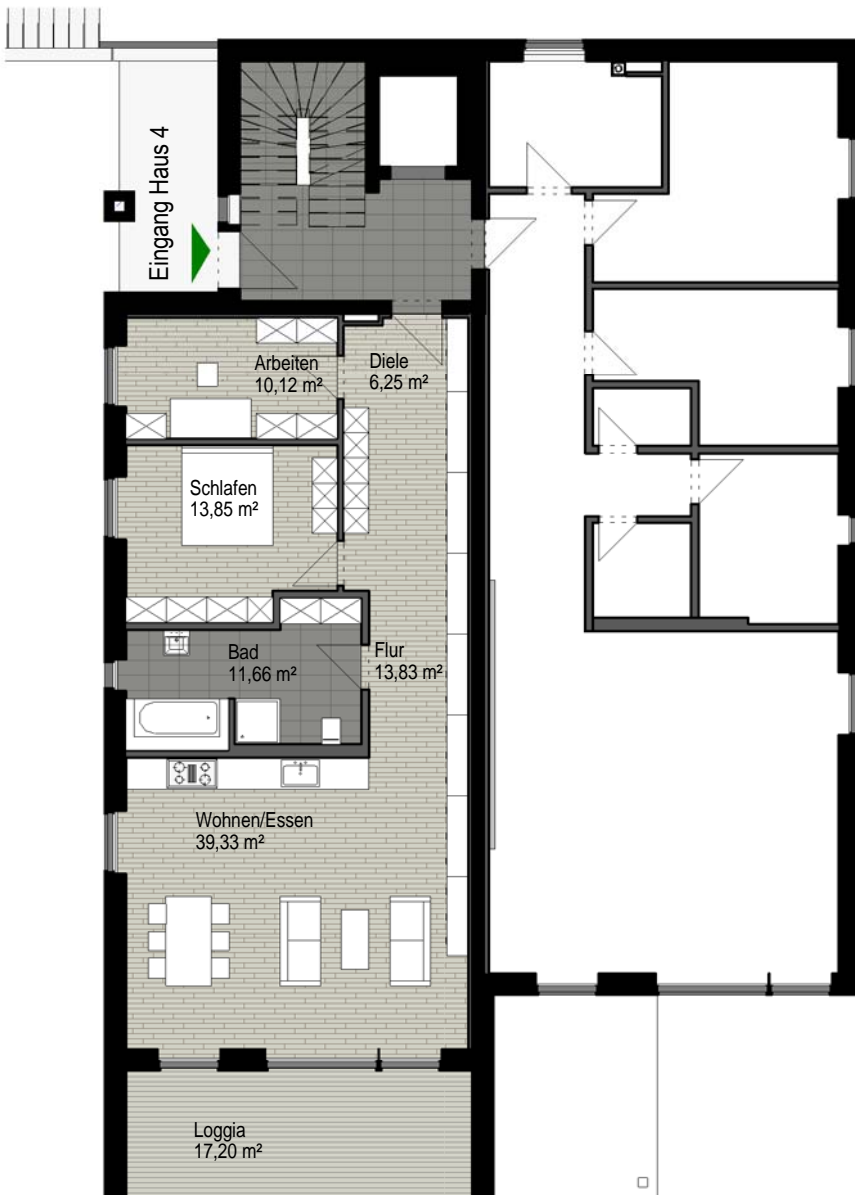 Eingang Haus 4
Arbeiten
10,12 m²
Diele
6,25 m²
Schlafen
13,85 m²
Bad
11,66 m²
Flur
13,83 m²
Wohnen/Essen
39,33 m²
Loggia
17,20 m²